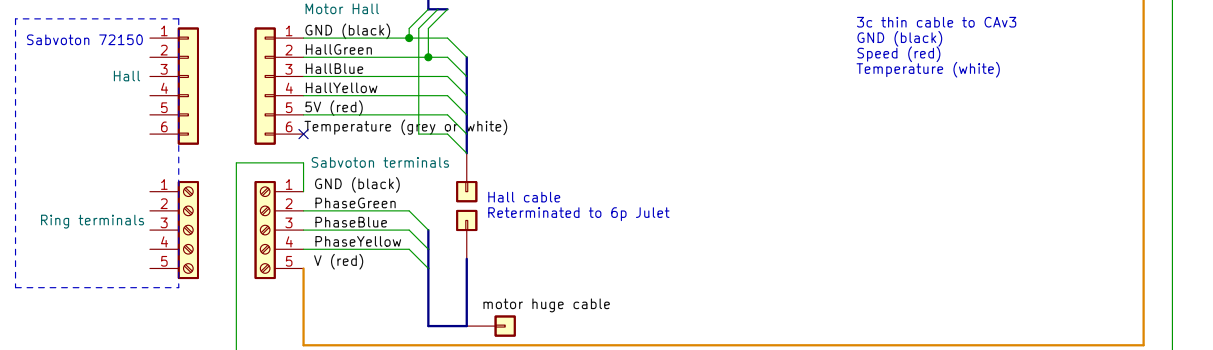 Motor Hall
3c thin cable to CAv3
GND (black)
Speed (red)
Temperature (white)
Sabvoton 72150
Hall
1
2
3
4
5
6
1 GND (black)
2 HallGreen
3 HallBlue
4 HallYellow
5 5V (red)
6 Temperature (grey or white)
Sabvoton terminals
Ring terminals
1
2
3
4
5
1 GND (black)
2 PhaseGreen
3 PhaseBlue
4 PhaseYellow
5 V (red)
Hall cable
Reterminated to 6p Julet
motor huge cable